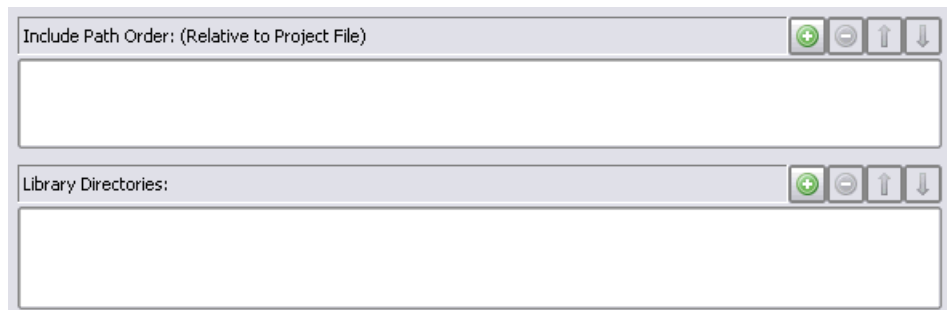 Include Path Order: (Relative to Project File)
Library Directories: